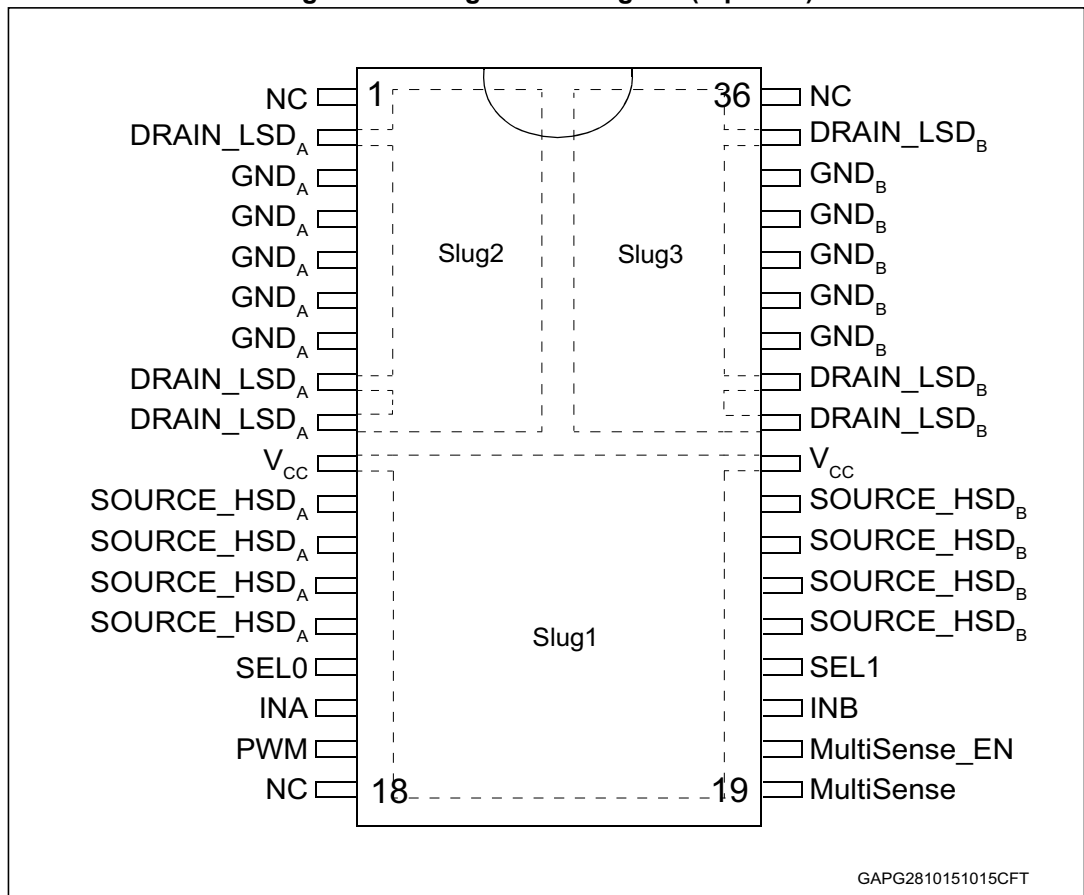 NC 1 36 NC
DRAIN_LSDA DRAIN_LSDB
GNDA GNDB
GNDA GNDB
GNDA Slug2 Slug3 GNDB
GNDA GNDB
GNDA GNDB
DRAIN_LSDA DRAIN_LSDB
DRAIN_LSDA DRAIN_LSDB
VCC VCC
SOURCE_HSDA SOURCE_HSDB
SOURCE_HSDA SOURCE_HSDB
SOURCE_HSDA SOURCE_HSDB
SOURCE_HSDA Slug1 SOURCE_HSDB
SEL0 SEL1
INA INB
PWM MultiSense_EN
NC 18 19 MultiSense
GAPG2810151015CFT